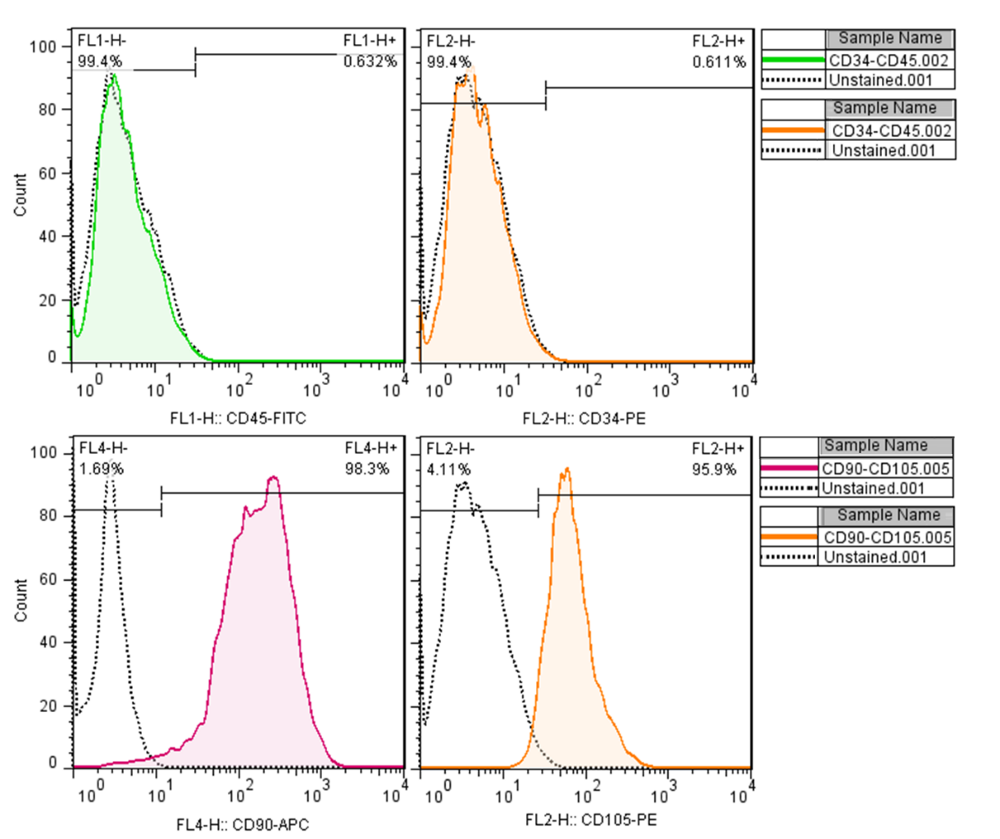 FL1-H-
99.4%
FL1-H+
0.632%
100
80
60
40
20
0
Count
10^0 10^1 10^2 10^3 10^4
FL1-H:: CD45-FITC
FL2-H-
99.4%
FL2-H+
0.611%
10^0 10^1 10^2 10^3 10^4
FL2-H:: CD34-PE
Sample Name
CD34-CD45.002
Unstained.001
Sample Name
CD34-CD45.002
Unstained.001
FL4-H-
1.69%
FL4-H+
98.3%
100
80
60
40
20
0
Count
10^0 10^1 10^2 10^3 10^4
FL4-H:: CD90-APC
FL2-H-
4.11%
FL2-H+
95.9%
10^0 10^1 10^2 10^3 10^4
FL2-H:: CD105-PE
Sample Name
CD90-CD105.005
Unstained.001
Sample Name
CD90-CD105.005
Unstained.001